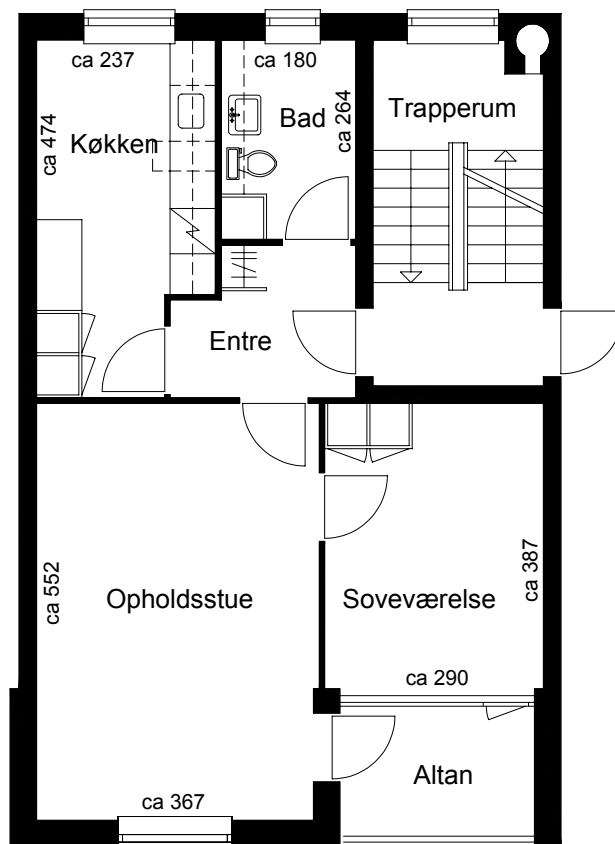 ca 237
ca 180
ca 474
Køkken
Bad
ca 264
Trapperum
Entre
ca 552
Opholdsstue
Soveværelse
ca 387
ca 290
Altan
ca 367